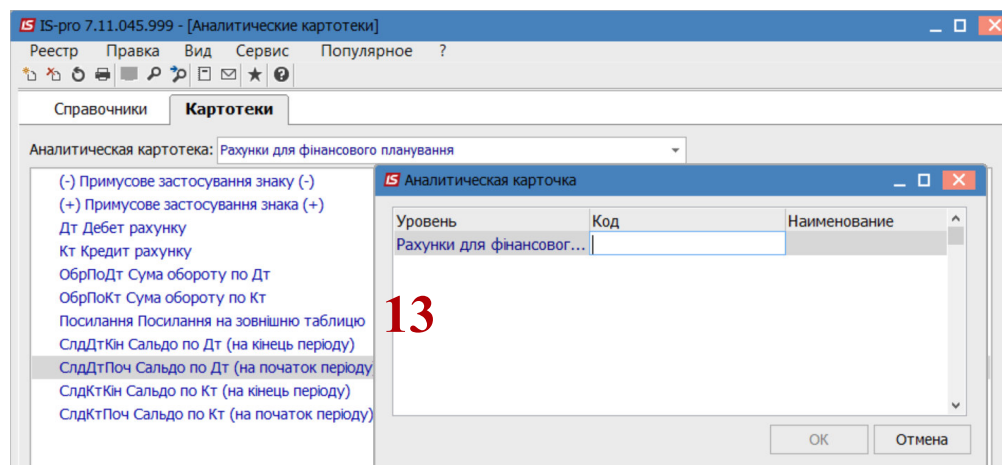 IS-pro 7.11.045.999 - [Аналитические картотеки]
Реестр Правка Вид Сервис Популярное ?
Справочники Картотеки
Аналитическая картотека: Рахунки для фінансового планування
(-) Примусове застосування знаку (-)
(+) Примусове застосування знака (+)
Дт Дебет рахунку
Кт Кредит рахунку
ОбрПоДт Сума обороту по Дт
ОбрПоКт Сума обороту по Кт
Посилання Посилання на зовнішню таблицю
СлдДтКін Сальдо по Дт (на кінець періоду)
СлдДтПоч Сальдо по Дт (на початок періоду
СлдКтКін Сальдо по Кт (на кінець періоду)
СлдКтПоч Сальдо по Кт (на початок періоду)
Аналитическая карточка
Уровень Код Наименование
Рахунки для фінансовог...
13
ОК Отмена